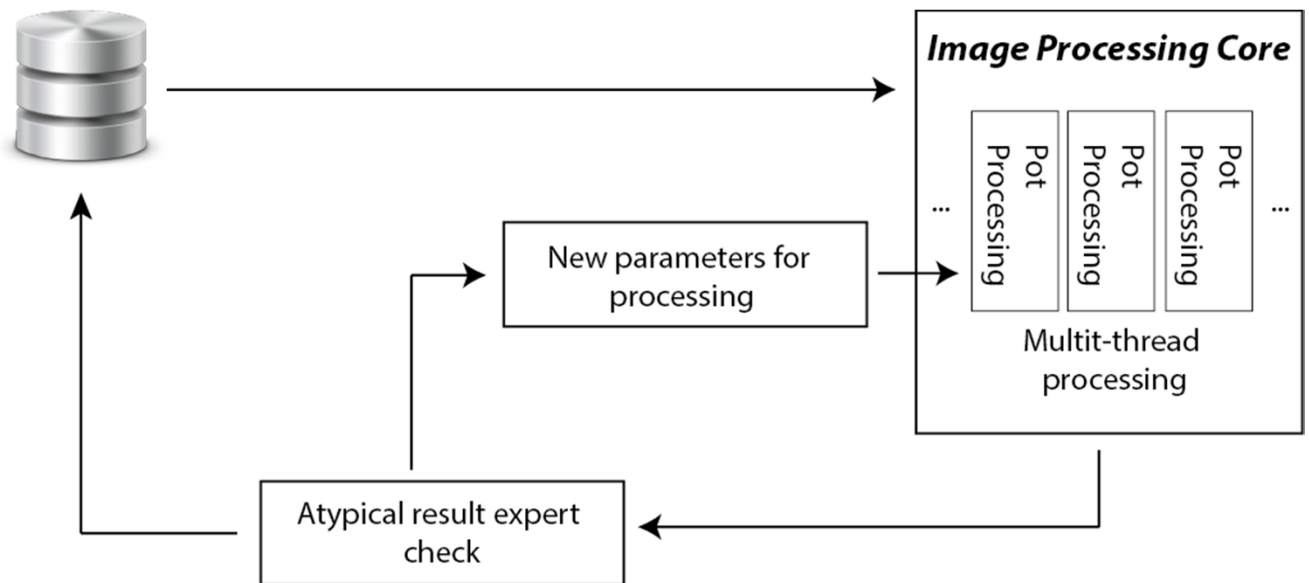 Image Processing Core
Pot
Processing
Pot
Processing
Pot
Processing
...
...
Multit-thread
processing
New parameters for
processing
Atypical result expert
check